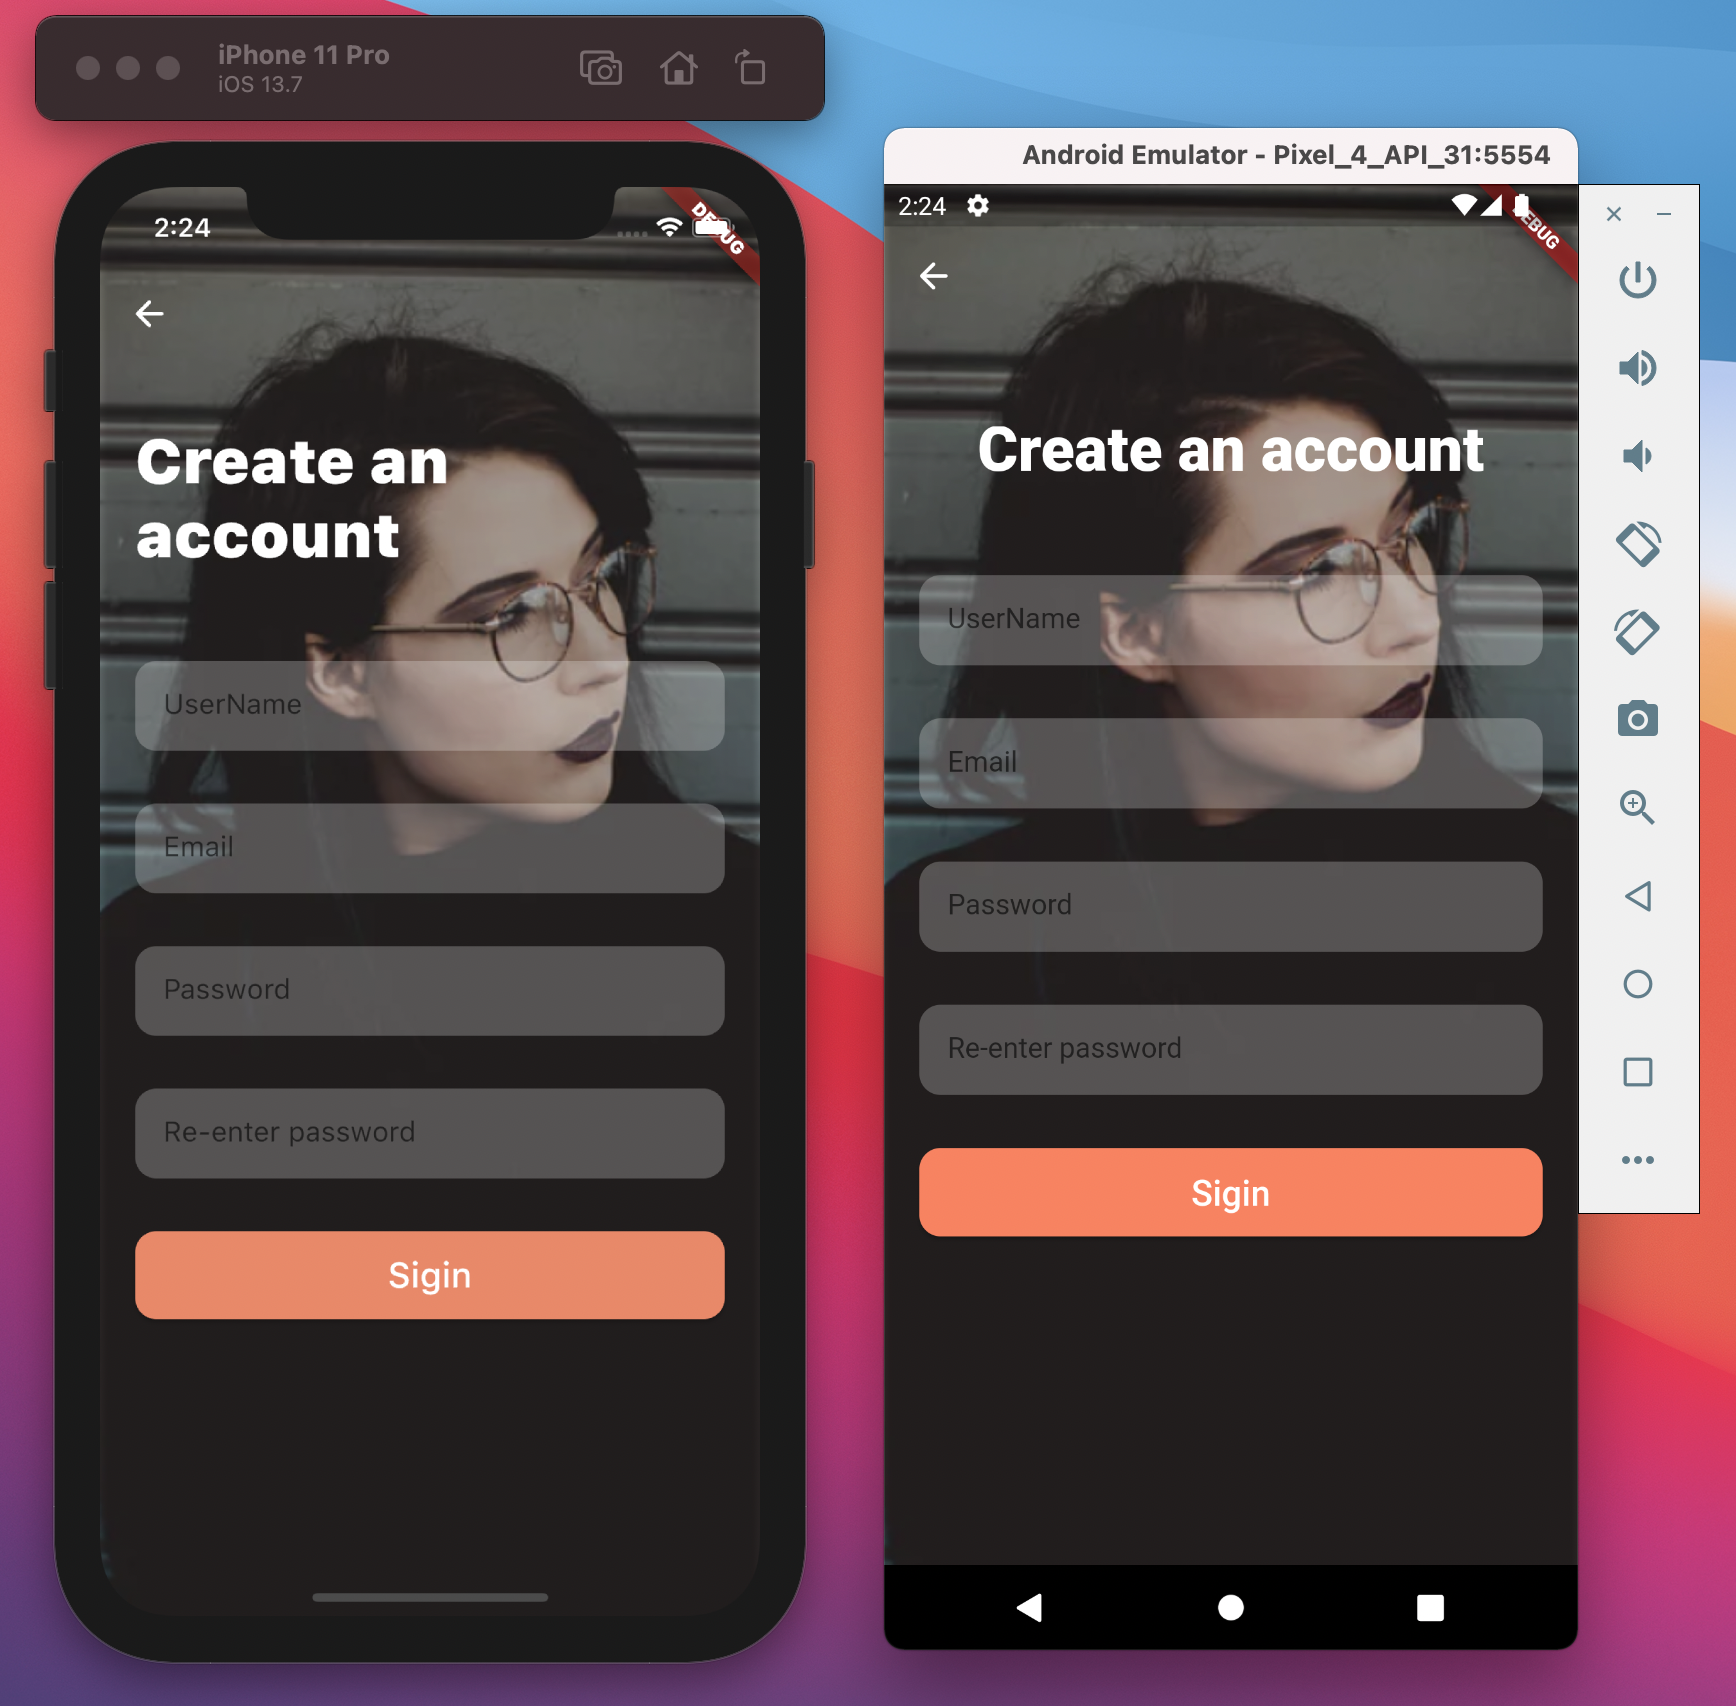 iPhone 11 Pro
iOS 13.7
2:24
DEBUG
Create an
account
UserName
Email
Password
Re-enter password
Sigin
Android Emulator - Pixel_4_API_31:5554
2:24
EBUG
Create an account
UserName
Email
Password
Re-enter password
Sigin